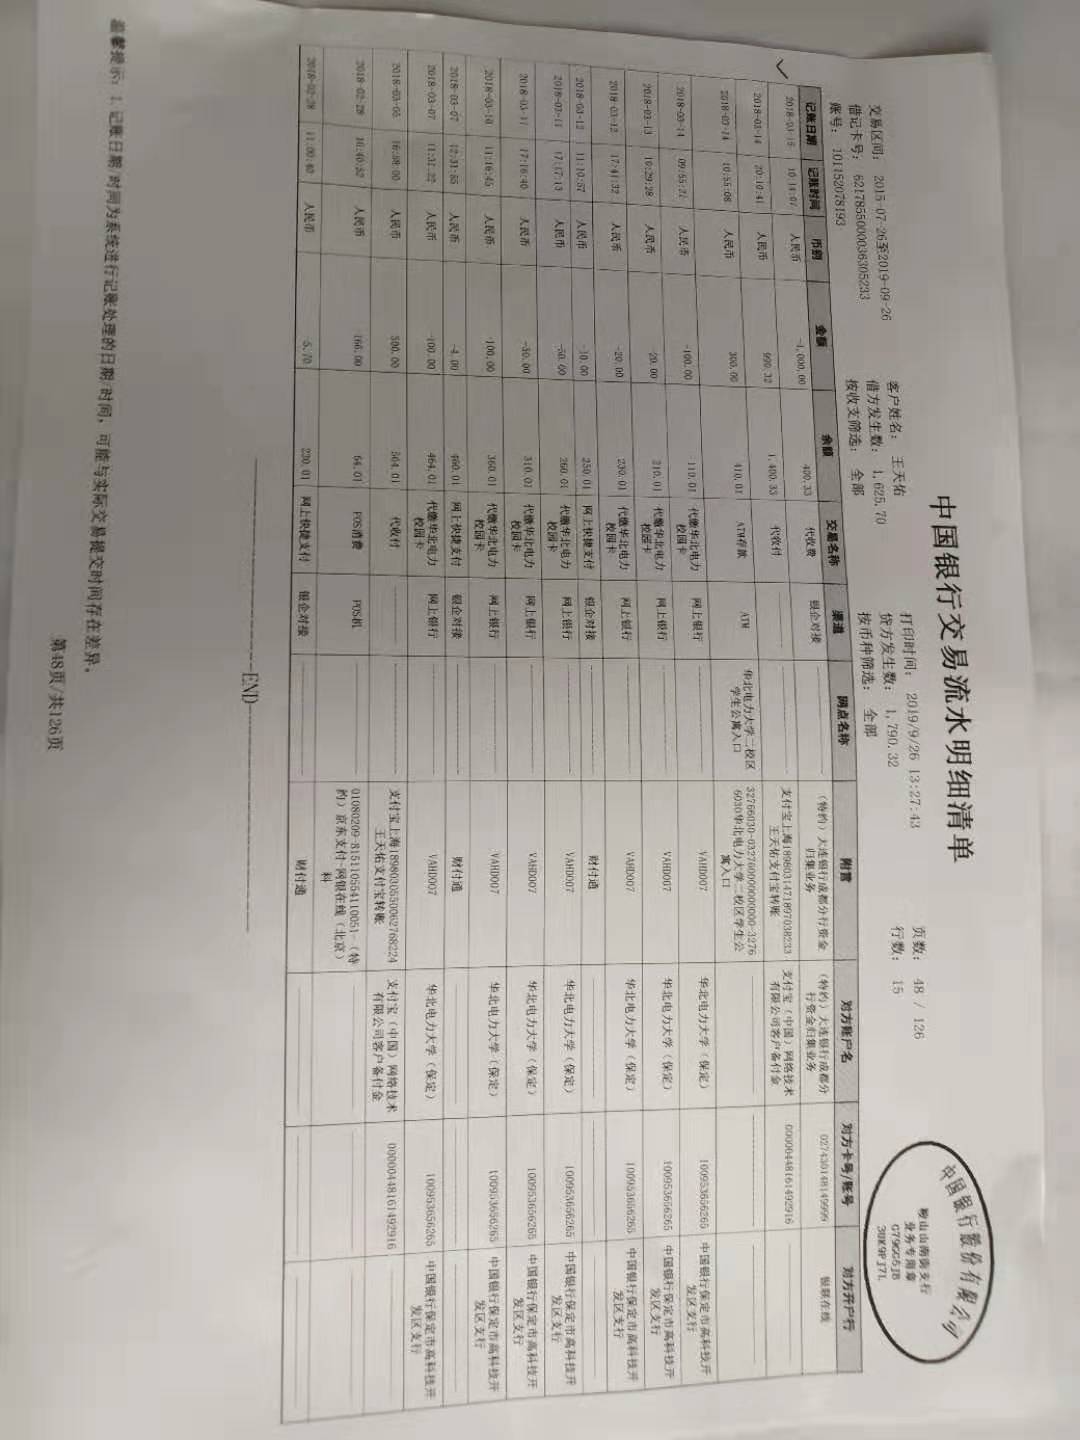 中国银行交易流水明细清单
交易区间： 2015-07-26至2019-09-26 客户姓名： 王天佑 打印时间： 2019/9/26 13:27:43 页数： 48 / 126
借记卡号： 6217855000036305233 借方发生数： 1,625.70 贷方发生数： 1,790.32 行数： 15
账号： 101152078193 按收支筛选： 全部 按币种筛选： 全部
中国银行股份有限公司
鞍山南街支行
业务专用章
记账日期 记账时间 币别 金额 余额 交易名称 渠道 网点名称 附言 对方账户名 对方卡号/账号 对方开户行
2018-03-15 10:14:07 人民币 -1,000.00 400.33 代收费 银企对接 （特约）大连银行成都分行资金归集业务 （特约）大连银行成都分行资金归集业务 027430148149999 银联在线
2018-03-14 20:10:41 人民币 990.32 1,400.33 代收付 支付宝上海1898031471897038233王天佑支付宝转账 支付宝（中国）网络技术有限公司客户备付金 00000448161492916
2018-03-14 10:55:08 人民币 300.00 410.01 ATM存款 ATM 华北电力大学二校区学生公寓入口 32766030-0327600000000-32766030华北电力大学二校区学生公寓入口
2018-03-14 09:55:21 人民币 -100.00 110.01 代缴华北电力校园卡 网上银行 VAHD007 华北电力大学（保定） 100953656265 中国银行保定市高科技开发区支行
2018-03-13 10:29:28 人民币 -20.00 210.01 代缴华北电力校园卡 网上银行 VAHD007 华北电力大学（保定） 100953656265 中国银行保定市高科技开发区支行
2018-03-12 17:41:32 人民币 -20.00 230.01 代缴华北电力校园卡 网上银行 VAHD007 华北电力大学（保定） 100953656265 中国银行保定市高科技开发区支行
2018-03-12 11:10:57 人民币 -10.00 250.01 网上快捷支付 银企对接 财付通
2018-03-11 17:17:13 人民币 -50.00 260.01 代缴华北电力校园卡 网上银行 VAHD007 华北电力大学（保定） 100953656265 中国银行保定市高科技开发区支行
2018-03-11 17:16:40 人民币 -50.00 310.01 代缴华北电力校园卡 网上银行 VAHD007 华北电力大学（保定） 100953656265 中国银行保定市高科技开发区支行
2018-03-10 11:16:45 人民币 -100.00 360.01 代缴华北电力校园卡 网上银行 VAHD007 华北电力大学（保定） 100953656265 中国银行保定市高科技开发区支行
2018-03-07 12:31:55 人民币 -4.00 460.01 网上快捷支付 银企对接 财付通
2018-03-07 11:31:22 人民币 -100.00 464.01 代缴华北电力校园卡 网上银行 VAHD007 华北电力大学（保定） 100953656265 中国银行保定市高科技开发区支行
2018-03-05 16:08:00 人民币 500.00 564.01 代收付 支付宝上海18980305500627682​24王天佑支付宝转账 支付宝（中国）网络技术有限公司客户备付金 00000448161492916
2018-02-28 16:40:52 人民币 -166.00 64.01 POS消费 POS机 01080209-815110554110051-（特约）京东支付-网银在线（北京）科
2018-02-28 11:00:40 人民币 -5.70 230.01 网上快捷支付 银企对接 财付通
END
温馨提示：1.记账日期/时间为系统进行记账处理的日期/时间，可能与实际交易提交时间存在差异。
第48页/共126页